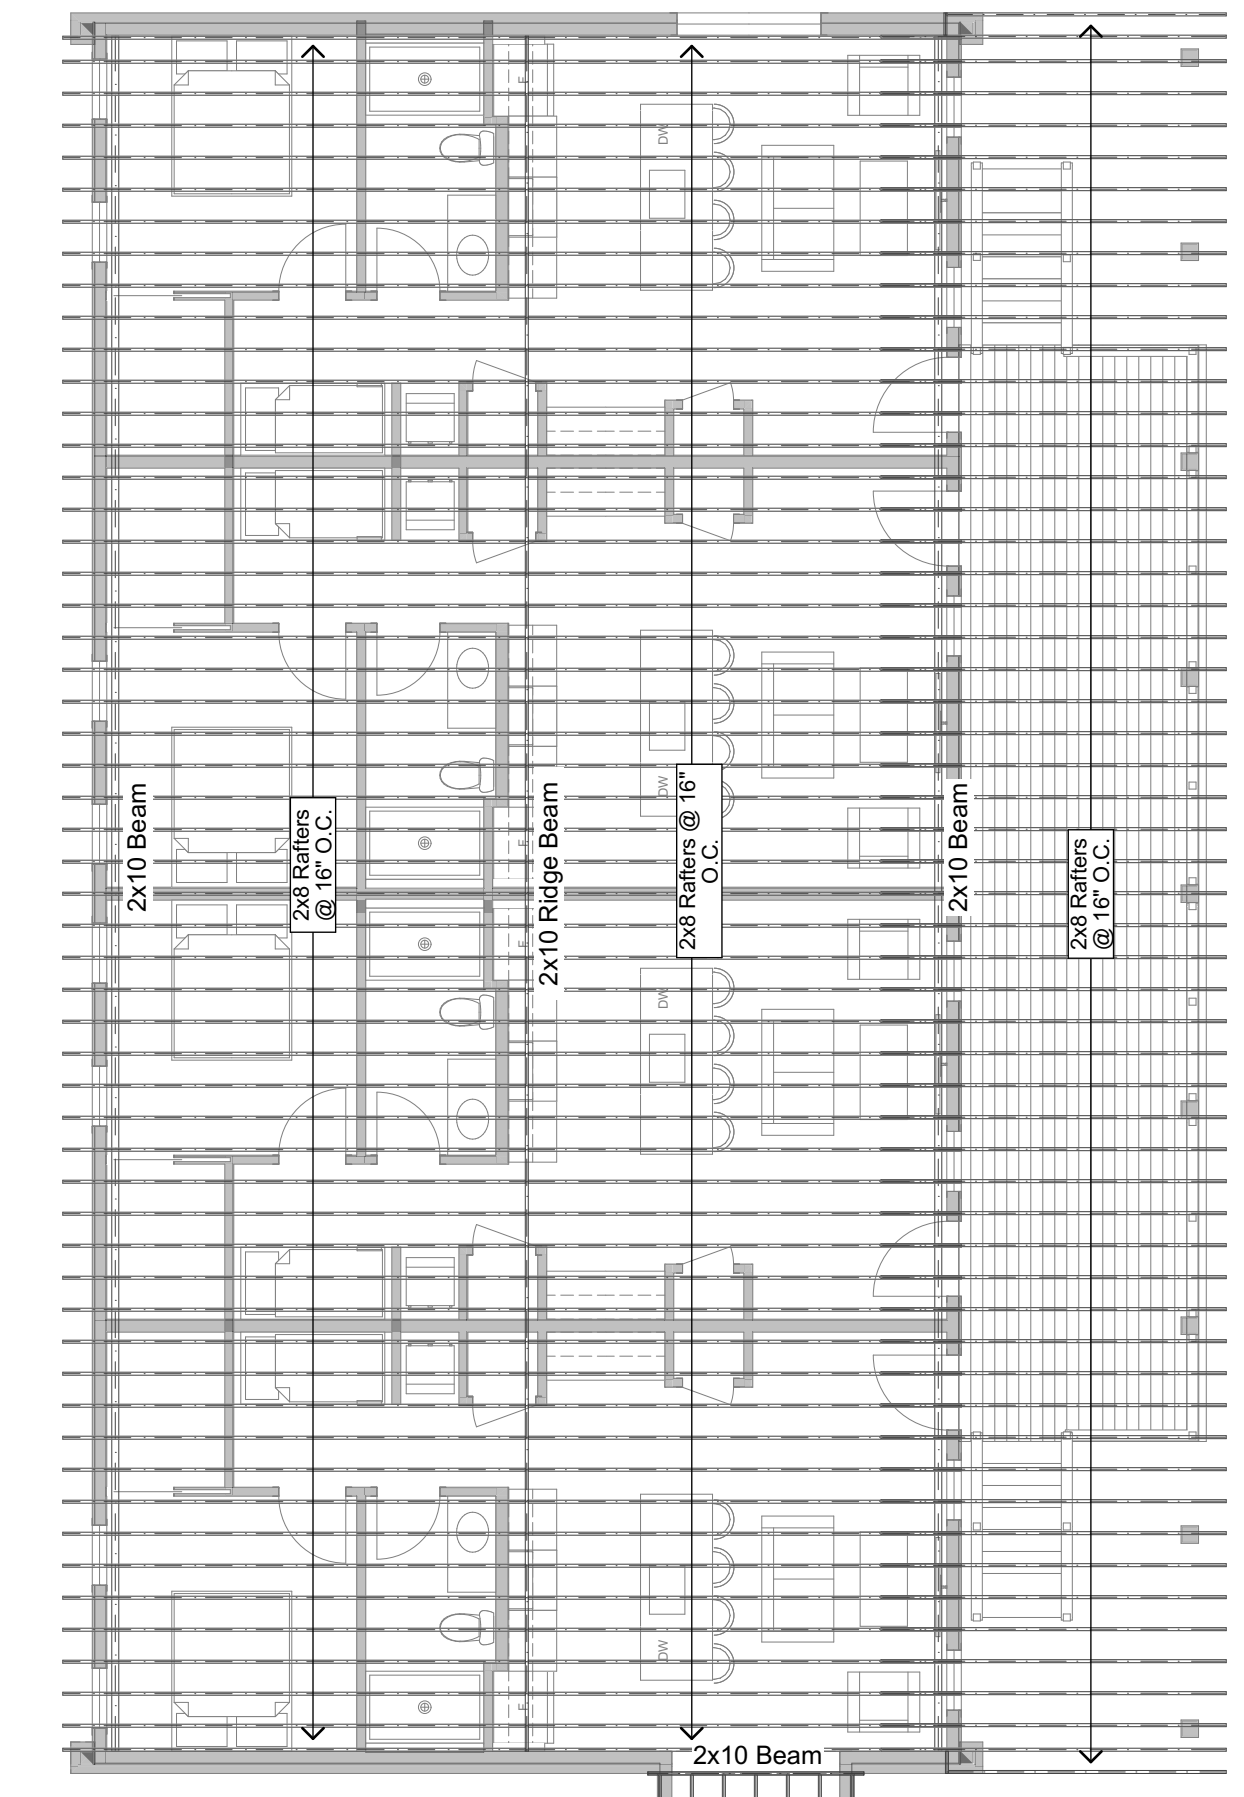 F
DW
DW
2x10 Beam
2x8 Rafters
@ 16" O.C.
F
2x10 Ridge Beam
2x8 Rafters @ 16"
O.C.
2x10 Beam
2x8 Rafters
@ 16" O.C.
F
DW
DW
F
2x10 Beam